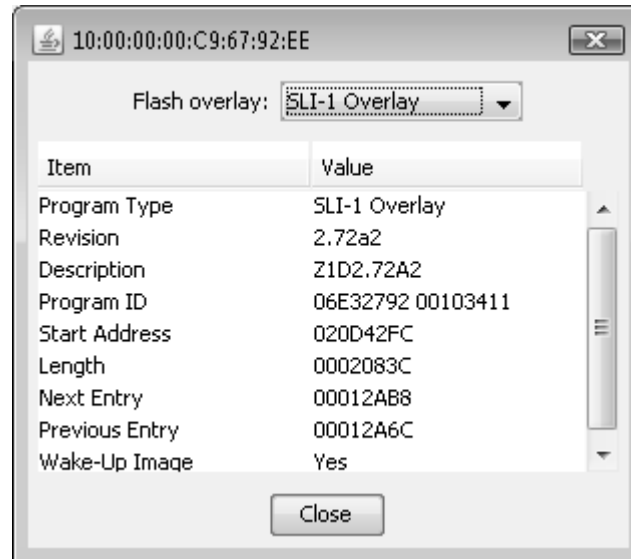 10:00:00:00:C9:67:92:EE
Flash overlay: SLI-1 Overlay
Item Value
Program Type SLI-1 Overlay
Revision 2.72a2
Description Z1D2.72A2
Program ID 06E32792 00103411
Start Address 020D42FC
Length 0002083C
Next Entry 00012AB8
Previous Entry 00012A6C
Wake-Up Image Yes
Close